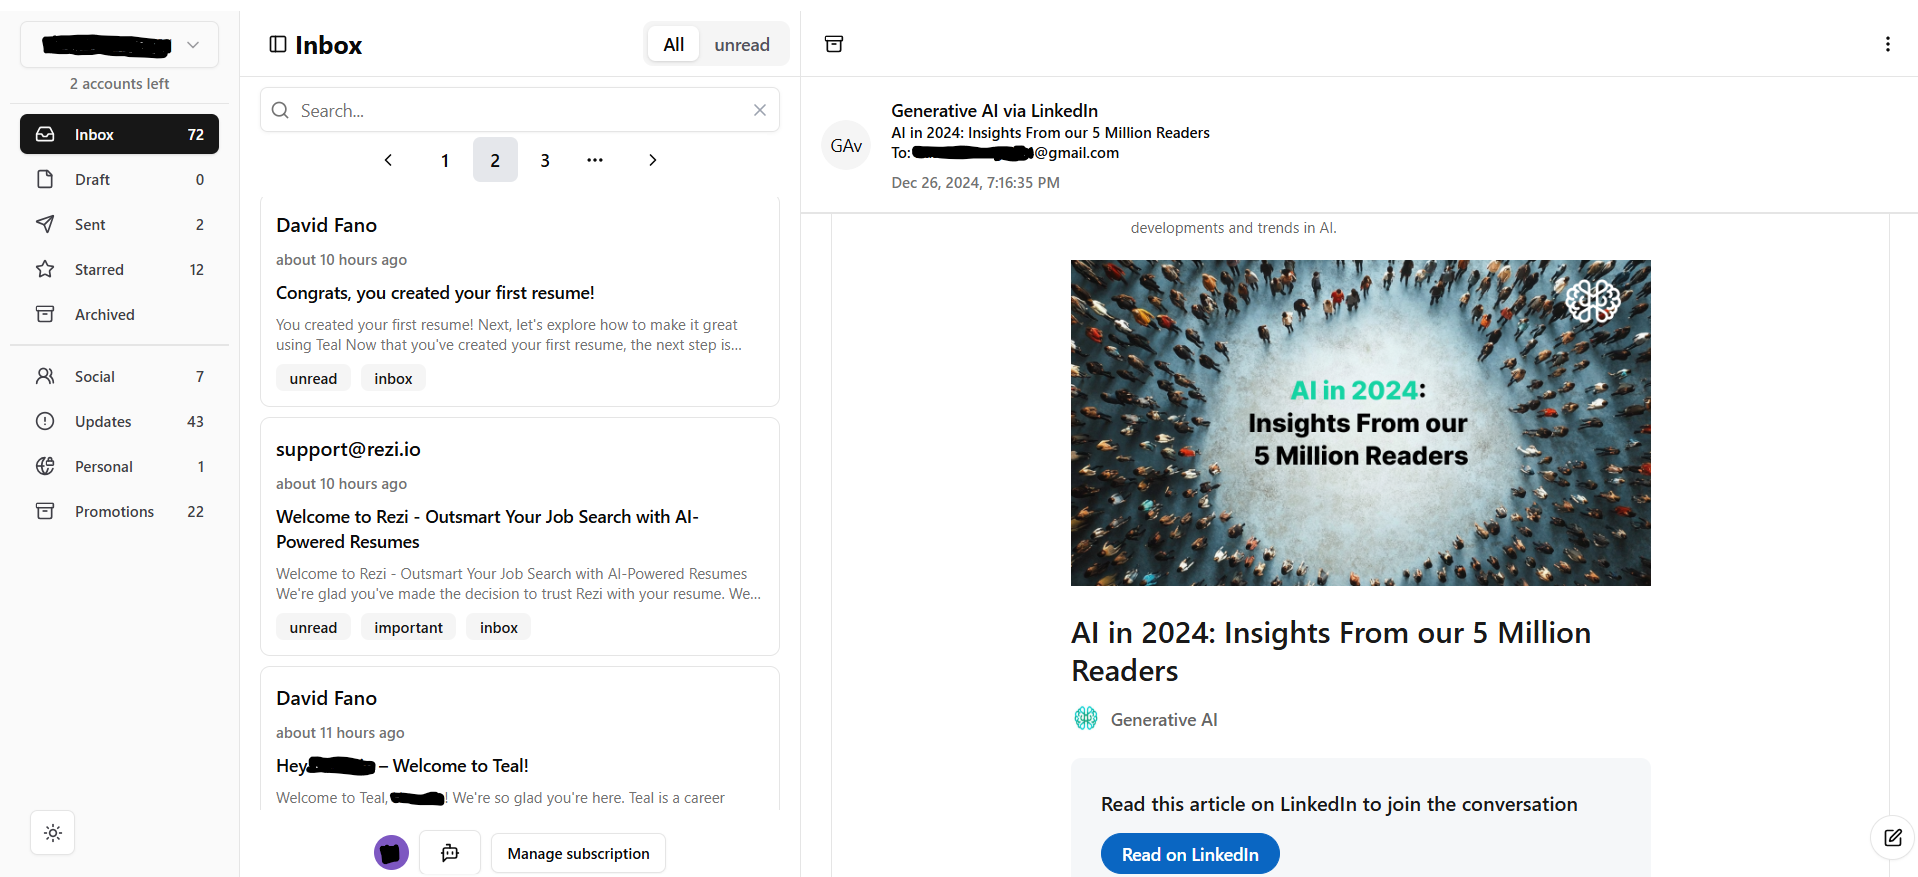 2 accounts left
Inbox 72
Draft 0
Sent 2
Starred 12
Archived
Social 7
Updates 43
Personal 1
Promotions 22
Inbox
All unread
Search...
1 2 3 •••
David Fano
about 10 hours ago
Congrats, you created your first resume!
You created your first resume! Next, let's explore how to make it great
using Teal Now that you've created your first resume, the next step is...
unread inbox
support@rezi.io
about 10 hours ago
Welcome to Rezi - Outsmart Your Job Search with AI-
Powered Resumes
Welcome to Rezi - Outsmart Your Job Search with AI-Powered Resumes
We're glad you've made the decision to trust Rezi with your resume. We...
unread important inbox
David Fano
about 11 hours ago
Hey – Welcome to Teal!
Welcome to Teal, ! We're so glad you're here. Teal is a career
Manage subscription
GAv
Generative AI via LinkedIn
AI in 2024: Insights From our 5 Million Readers
To: @gmail.com
Dec 26, 2024, 7:16:35 PM
developments and trends in AI.
AI in 2024:
Insights From our
5 Million Readers
AI in 2024: Insights From our 5 Million
Readers
Generative AI
Read this article on LinkedIn to join the conversation
Read on LinkedIn